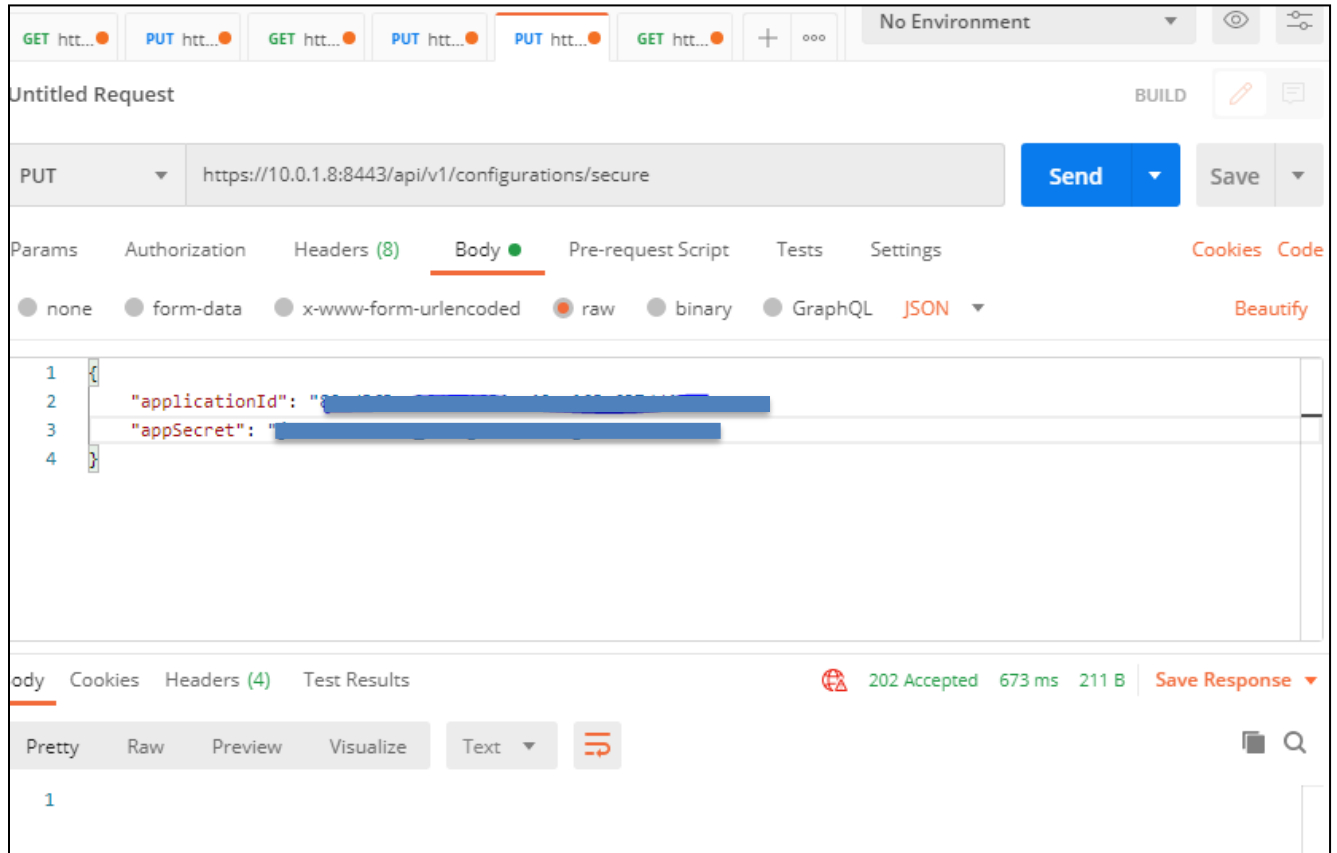 GET htt... PUT htt... GET htt... PUT htt... PUT htt... GET htt... + ooo No Environment
Untitled Request BUILD
PUT https://10.0.1.8:8443/api/v1/configurations/secure Send Save
Params Authorization Headers (8) Body Pre-request Script Tests Settings Cookies Code
none form-data x-www-form-urlencoded raw binary GraphQL JSON Beautify
1 {
2 "applicationId": "
3 "appSecret": "
4 }
ody Cookies Headers (4) Test Results 202 Accepted 673 ms 211 B Save Response
Pretty Raw Preview Visualize Text
1